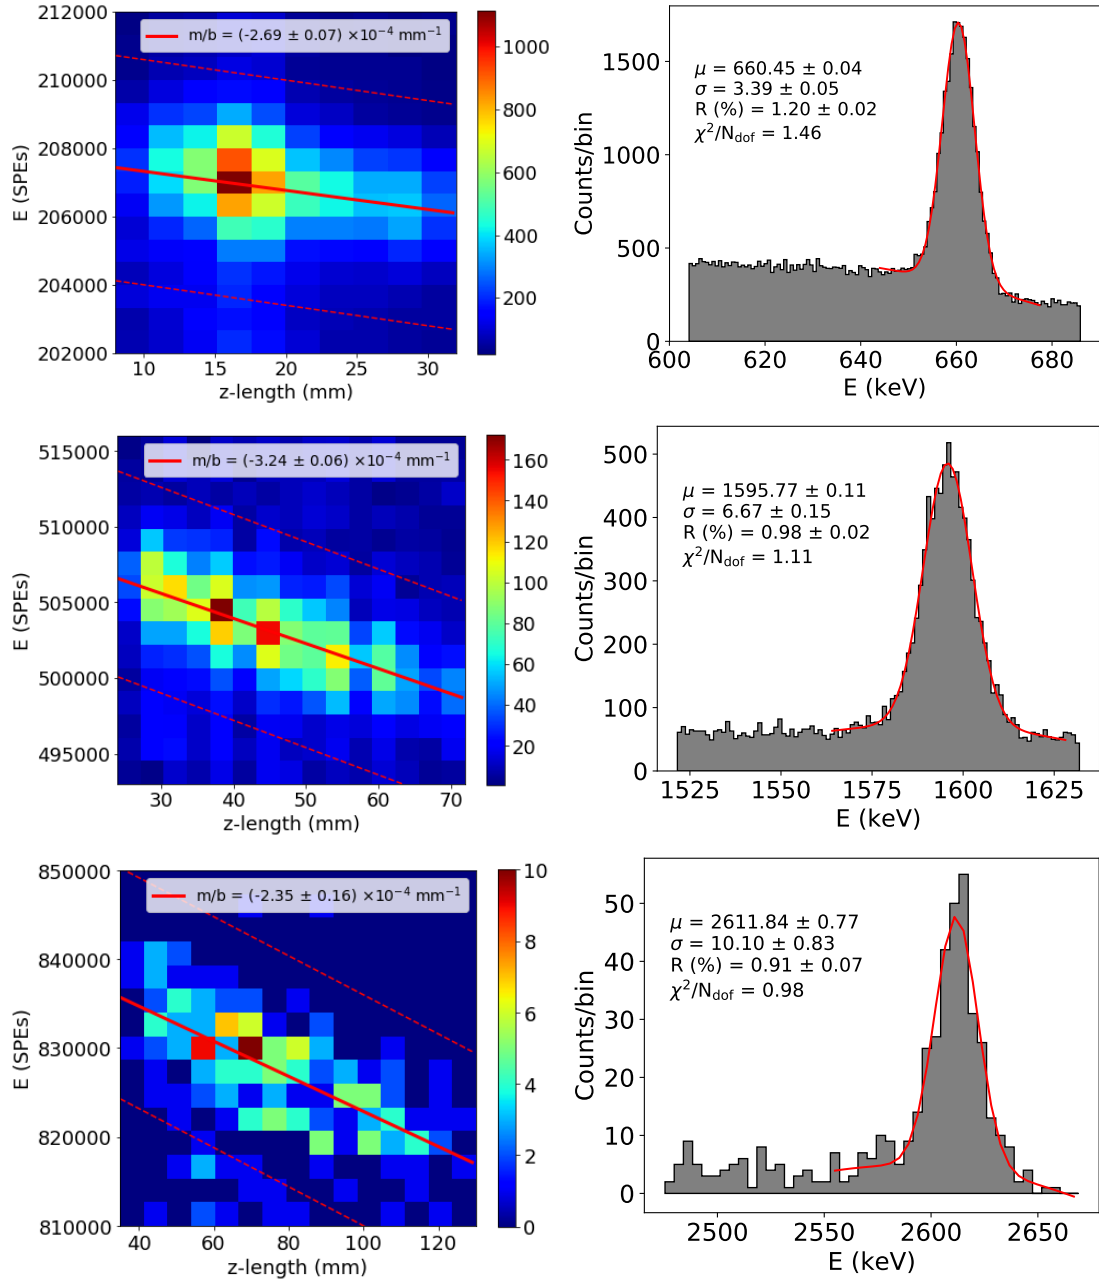 212000
210000
208000
206000
204000
202000
E (SPEs)
m/b = (-2.69 ± 0.07) ×10⁻⁴ mm⁻¹
10 15 20 25 30
z-length (mm)
1000
800
600
400
200
1500
1000
500
0
Counts/bin
μ = 660.45 ± 0.04
σ = 3.39 ± 0.05
R (%) = 1.20 ± 0.02
χ²/N_dof = 1.46
600 620 640 660 680
E (keV)
515000
510000
505000
500000
495000
E (SPEs)
m/b = (-3.24 ± 0.06) ×10⁻⁴ mm⁻¹
30 40 50 60 70
z-length (mm)
160
140
120
100
80
60
40
20
500
400
300
200
100
0
Counts/bin
μ = 1595.77 ± 0.11
σ = 6.67 ± 0.15
R (%) = 0.98 ± 0.02
χ²/N_dof = 1.11
1525 1550 1575 1600 1625
E (keV)
850000
840000
830000
820000
810000
E (SPEs)
m/b = (-2.35 ± 0.16) ×10⁻⁴ mm⁻¹
40 60 80 100 120
z-length (mm)
10
8
6
4
2
0
50
40
30
20
10
0
Counts/bin
μ = 2611.84 ± 0.77
σ = 10.10 ± 0.83
R (%) = 0.91 ± 0.07
χ²/N_dof = 0.98
2500 2550 2600 2650
E (keV)